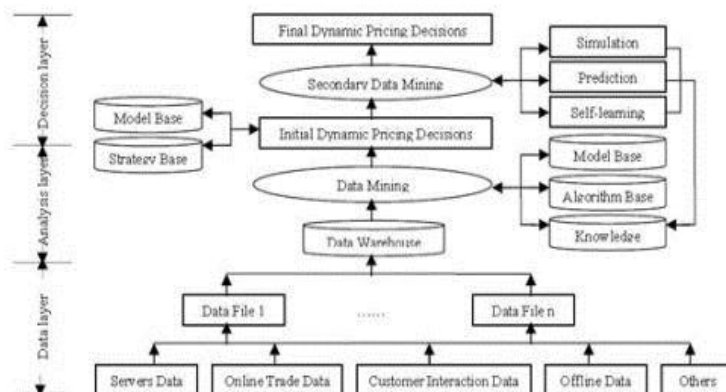 Final Dynamic Pricing Decisions
Simulation
Secondary Data Mining
Prediction
Self-learning
Model Base
Initial Dynamic Pricing Decisions
Strategy Base
Model Base
Data Mining
Algorithm Base
Data Warehouse
Knowledge
Data File 1
......
Data File n
Servers Data
Online Trade Data
Customer Interaction Data
Offline Data
Others
Decision layer
Analysis layer
Data layer